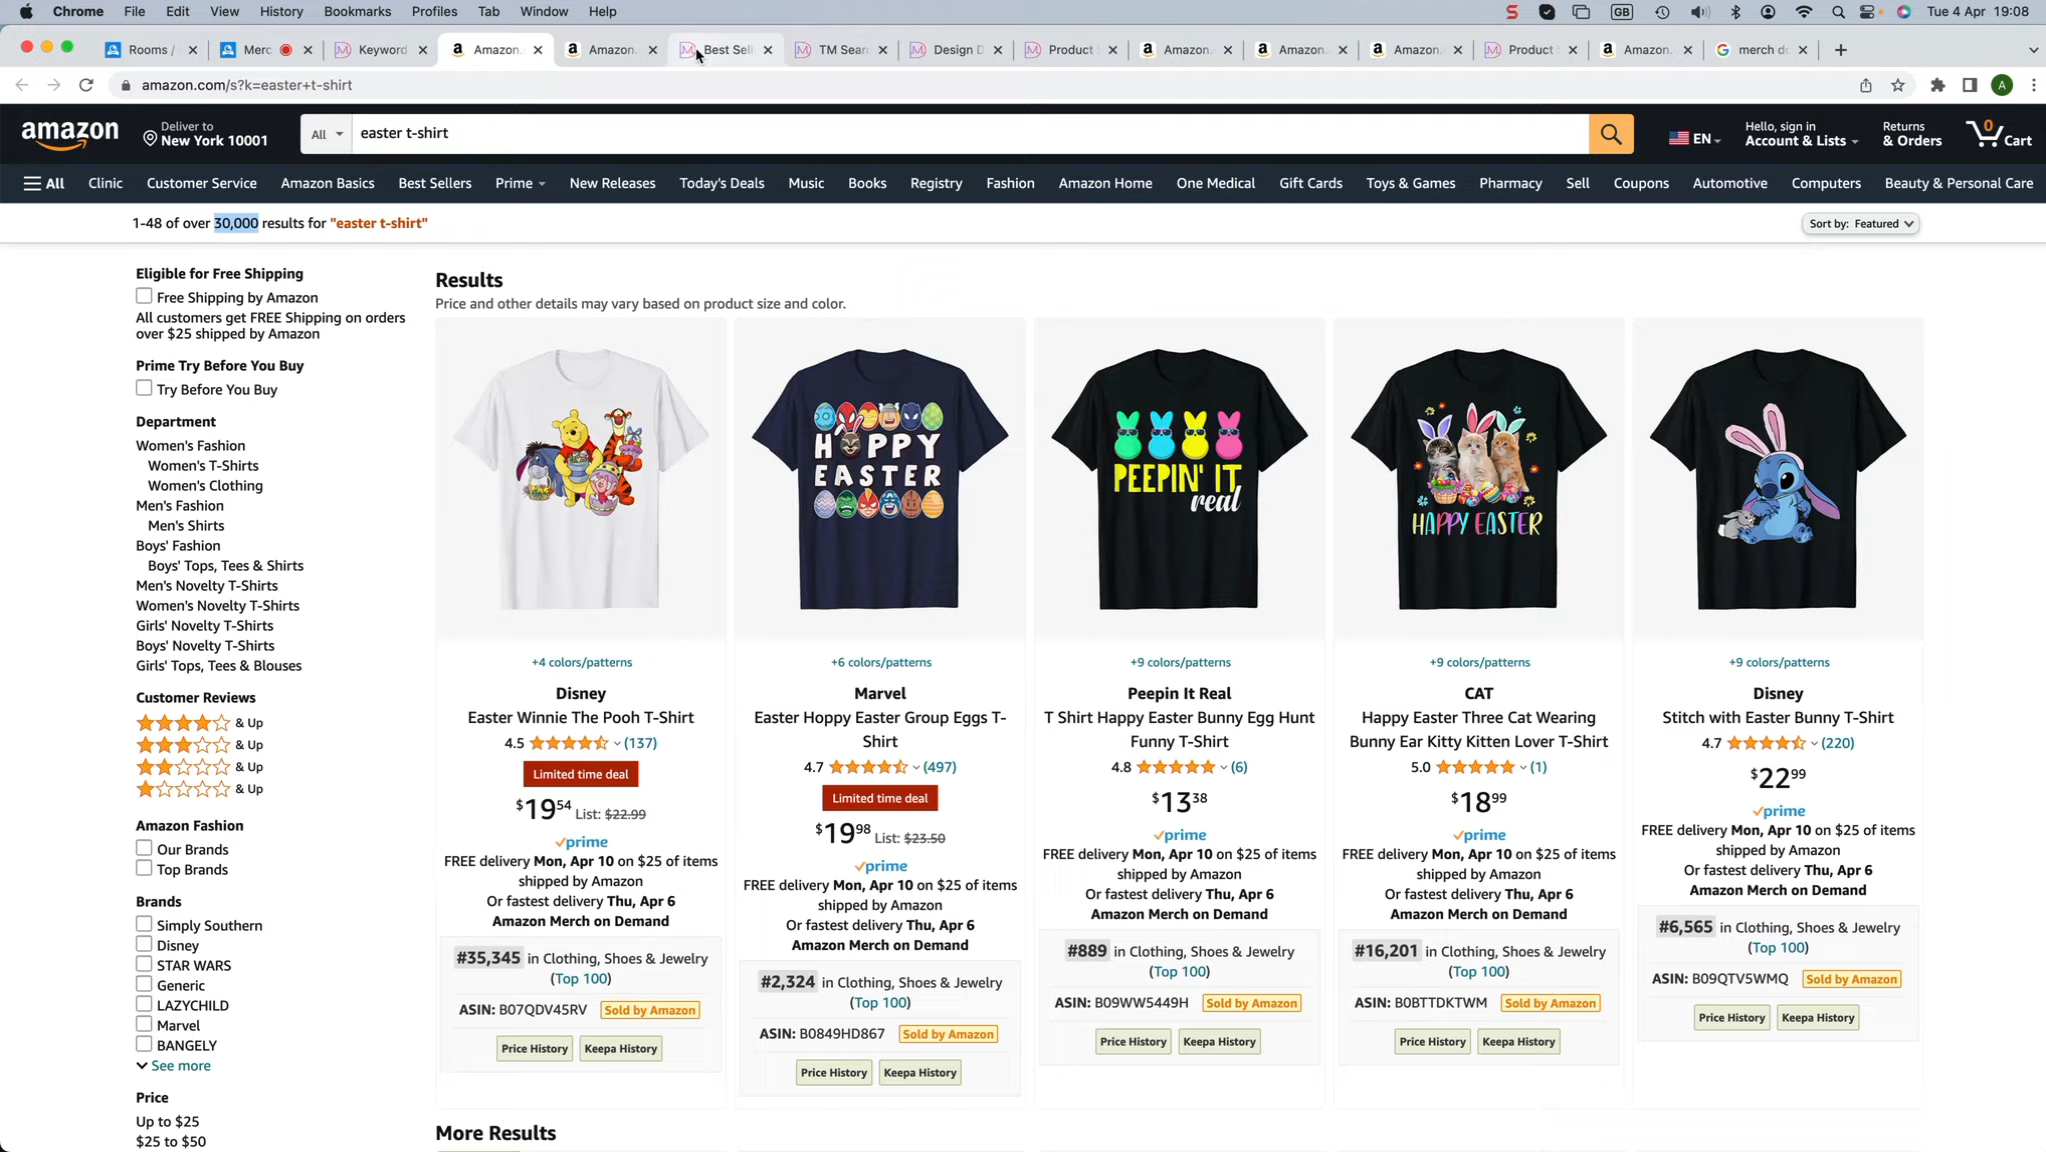 Chrome File Edit View History Bookmarks Profiles Tab Window Help GB Tue 4 Apr 19:08
Rooms / Merc Keyword Amazon. Amazon. Best Sell TM Sear Design D Product Amazon. Amazon. Amazon. Product Amazon. merch do
amazon.com/s?k=easter+t-shirt A
amazon Deliver to New York 10001 All easter t-shirt EN Hello, sign in Account & Lists Returns & Orders 0 Cart
All Clinic Customer Service Amazon Basics Best Sellers Prime New Releases Today's Deals Music Books Registry Fashion Amazon Home One Medical Gift Cards Toys & Games Pharmacy Sell Coupons Automotive Computers Beauty & Personal Care
1-48 of over 30,000 results for "easter t-shirt" Sort by: Featured
Eligible for Free Shipping
Free Shipping by Amazon
All customers get FREE Shipping on orders
over $25 shipped by Amazon
Prime Try Before You Buy
Try Before You Buy
Department
Women's Fashion
Women's T-Shirts
Women's Clothing
Men's Fashion
Men's Shirts
Boys' Fashion
Boys' Tops, Tees & Shirts
Men's Novelty T-Shirts
Women's Novelty T-Shirts
Girls' Novelty T-Shirts
Boys' Novelty T-Shirts
Girls' Tops, Tees & Blouses
Customer Reviews
& Up
& Up
& Up
& Up
Amazon Fashion
Our Brands
Top Brands
Brands
Simply Southern
Disney
STAR WARS
Generic
LAZYCHILD
Marvel
BANGELY
See more
Price
Up to $25
$25 to $50
Results
Price and other details may vary based on product size and color.
+4 colors/patterns
Disney
Easter Winnie The Pooh T-Shirt
4.5 (137)
Limited time deal
$19.54 List: $22.99
prime
FREE delivery Mon, Apr 10 on $25 of items
shipped by Amazon
Or fastest delivery Thu, Apr 6
Amazon Merch on Demand
#35,345 in Clothing, Shoes & Jewelry
(Top 100)
ASIN: B07QDV45RV Sold by Amazon
Price History Keepa History
HOPPY
EASTER
+6 colors/patterns
Marvel
Easter Hoppy Easter Group Eggs T-
Shirt
4.7 (497)
Limited time deal
$19.98 List: $23.50
prime
FREE delivery Mon, Apr 10 on $25 of items
shipped by Amazon
Or fastest delivery Thu, Apr 6
Amazon Merch on Demand
#2,324 in Clothing, Shoes & Jewelry
(Top 100)
ASIN: B0849HD867 Sold by Amazon
Price History Keepa History
PEEPIN' IT
real
+9 colors/patterns
Peepin It Real
T Shirt Happy Easter Bunny Egg Hunt
Funny T-Shirt
4.8 (6)
$13.38
prime
FREE delivery Mon, Apr 10 on $25 of items
shipped by Amazon
Or fastest delivery Thu, Apr 6
Amazon Merch on Demand
#889 in Clothing, Shoes & Jewelry
(Top 100)
ASIN: B09WW5449H Sold by Amazon
Price History Keepa History
HAPPY EASTER
+9 colors/patterns
CAT
Happy Easter Three Cat Wearing
Bunny Ear Kitty Kitten Lover T-Shirt
5.0 (1)
$18.99
prime
FREE delivery Mon, Apr 10 on $25 of items
shipped by Amazon
Or fastest delivery Thu, Apr 6
Amazon Merch on Demand
#16,201 in Clothing, Shoes & Jewelry
(Top 100)
ASIN: B0BTTDKTWM Sold by Amazon
Price History Keepa History
+9 colors/patterns
Disney
Stitch with Easter Bunny T-Shirt
4.7 (220)
$22.99
prime
FREE delivery Mon, Apr 10 on $25 of items
shipped by Amazon
Or fastest delivery Thu, Apr 6
Amazon Merch on Demand
#6,565 in Clothing, Shoes & Jewelry
(Top 100)
ASIN: B09QTV5WMQ Sold by Amazon
Price History Keepa History
More Results